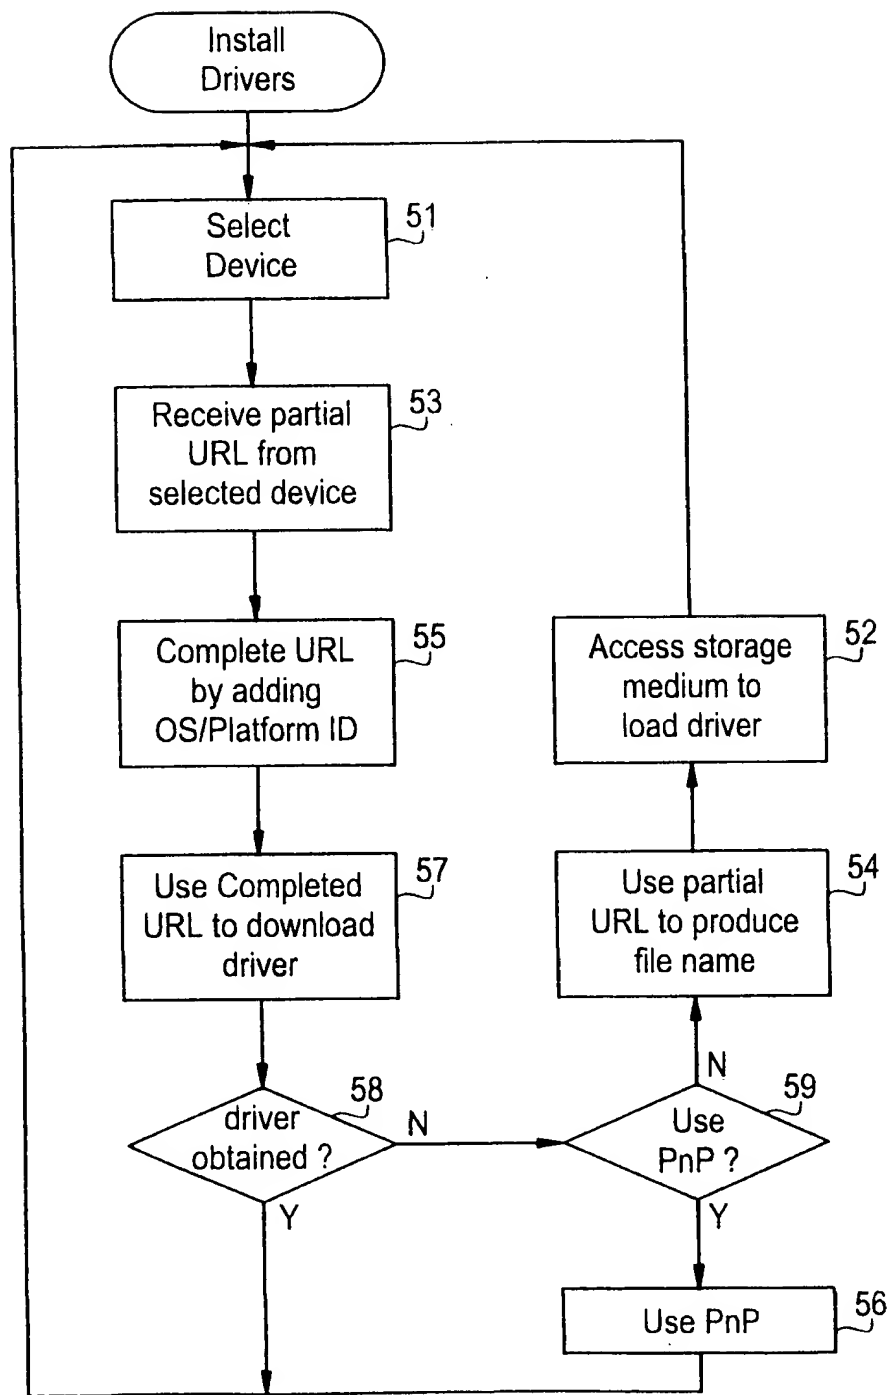 Install
Drivers
Select
Device
51
Receive partial
URL from
selected device
53
Complete URL
by adding
OS/Platform ID
55
Access storage
medium to
load driver
52
Use Completed
URL to download
driver
57
Use partial
URL to produce
file name
54
driver
obtained ?
58
N
Y
Use
PnP ?
59
N
Y
Use PnP
56